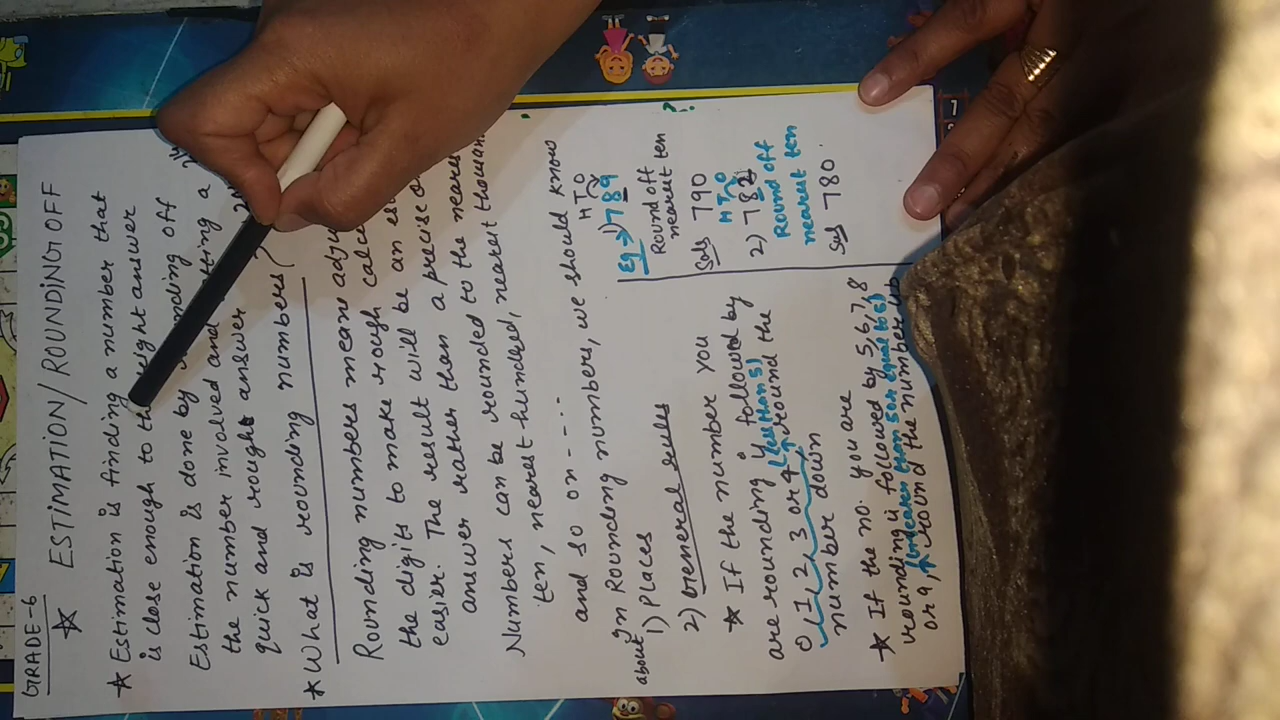 GRADE-6
★ ESTIMATION/ROUNDING OFF
★ Estimation is finding a number that
is close enough to the right answer
Estimation is done by rounding off
the number involved and getting a
quick and rough answer
★ What is rounding numbers?
Rounding numbers means
the digits to make rough
easier. The result will be an
answer rather than a precise
Numbers can be rounded to the nearest
ten, nearest hundred, nearest
and so on ----
In Rounding numbers, we should know
about
1) Places
2) General rules
★ If the number you
are rounding is followed by
0, 1, 2, 3 or 4 (less than 5), round the
number down
★ If the no. you are
rounding is followed by 5, 6, 7, 8
or 9, round the number up
Eg → H T O
1) 789
Round off
nearest ten ?
Sol: 790
H T O
2) 782
Round off
nearest ten
Sol 780.
7